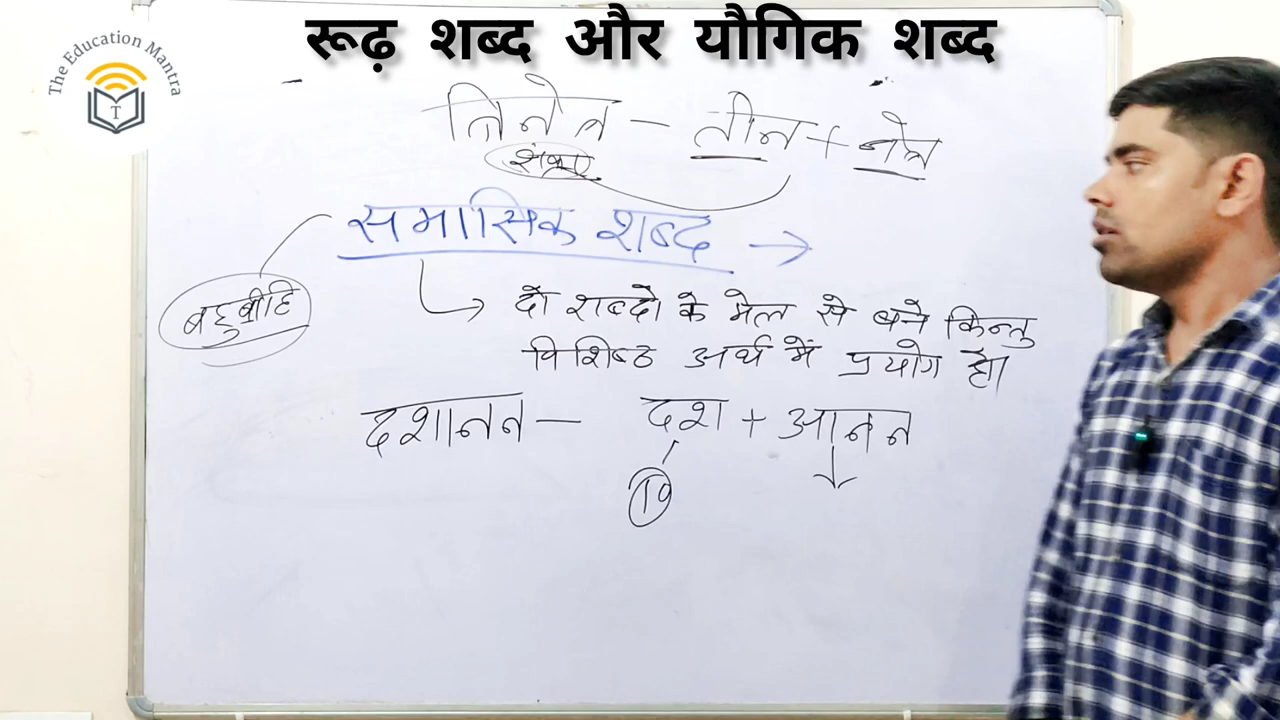 रूढ़ शब्द और यौगिक शब्द
The Education Mantra
T
त्रिनेत्र - तीन + नेत्र
शंकर
समासिक शब्द →
बहुव्रीहि
↳ दो शब्दो के मेल से बने किन्तु
विशिष्ठ अर्थ में प्रयोग हो।
दशानन - दश + आनन
10